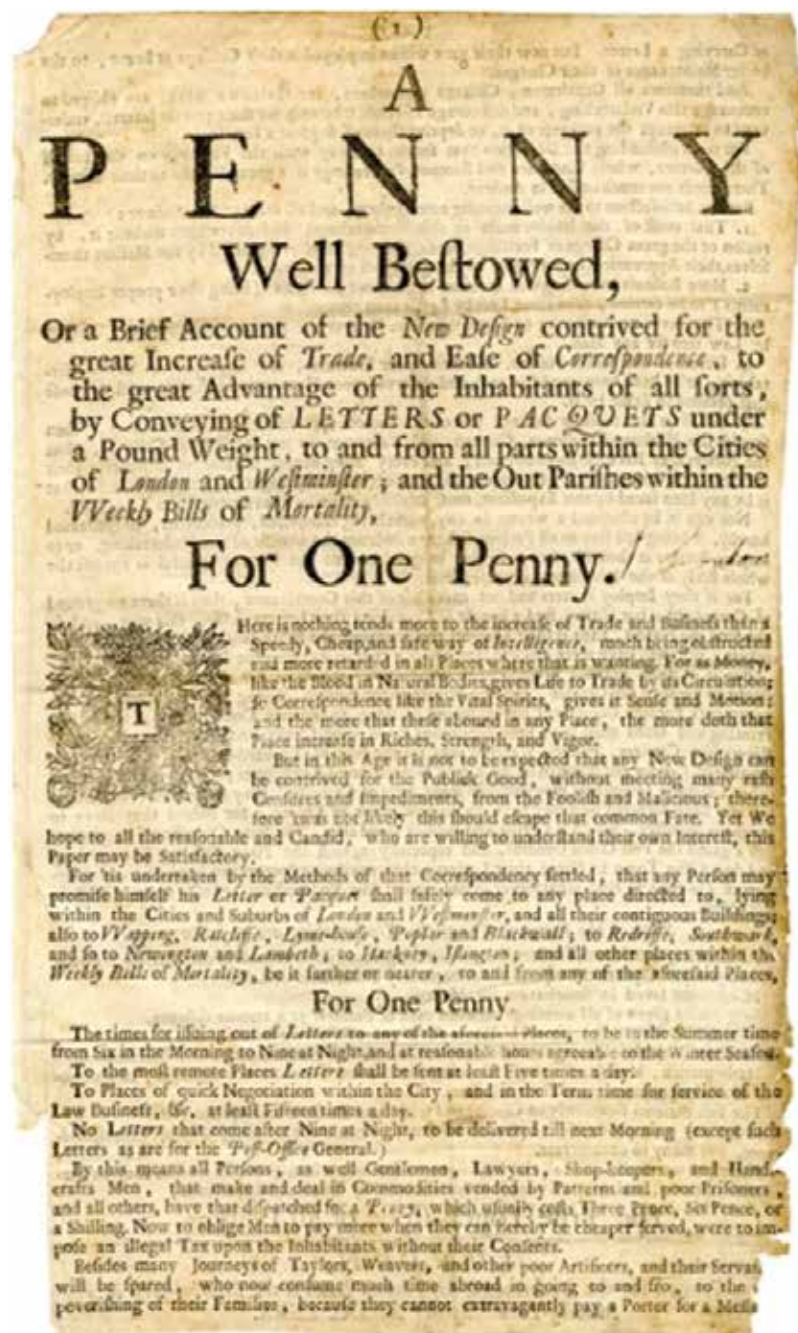 (1.)
A
PENNY
Well Beſtowed,
Or a Brief Account of the New Deſign contrived for the
great Increaſe of Trade, and Eaſe of Correſpondence, to
the great Advantage of the Inhabitants of all ſorts,
by Conveying of LETTERS or PACQUETS under
a Pound Weight, to and from all parts within the Cities
of London and Weſtminſter; and the Out Pariſhes within the
VVeekly Bills of Mortality,
For One Penny.
THere is nothing tends more to the increaſe of Trade and Buſineſs than a
Speedy, Cheap, and ſafe way of Intelligence, much being obſtructed
and more retarded in all Places where that is wanting. For as Money,
like the Blood in Natural Bodies, gives Life to Trade by its Circulation;
ſo Correſpondence like the Vital Spirits, gives it Senſe and Motion:
and the more that theſe abound in any Place, the more doth that
Place increaſe in Riches, Strength, and Vigor.
But in this Age it is not to be expected that any New Deſign can
be contrived for the Publick Good, without meeting many raſh
Cenſures and Impediments, from the Fooliſh and Malicious; there-
fore 'twas not likely this ſhould eſcape that common Fate. Yet We
hope to all the reaſonable and Candid, who are willing to underſtand their own Intereſt, this
Paper may be Satisfactory.
For 'tis undertaken by the Methods of that Correſpondency ſettled, that any Perſon may
promiſe himſelf his Letter or Pacquet ſhall ſafely come to any place directed to, lying
within the Cities and Suburbs of London and VVeſtminſter, and all their contiguous Buildings;
alſo to VVapping, Ratcliffe, Lyme-houſe, Poplar and Blackwall; to Redriffe, Southwark,
and ſo to Newington and Lambeth; to Hackney, Iſlington; and all other places within the
Weekly Bills of Mortality, be it farther or nearer, to and from any of the aforeſaid Places,
For One Penny
The times for iſſuing out of Letters to any of the Places, to be in the Summer time
from Six in the Morning to Nine at Night, and at reaſonable hours agreeable to the Winter Seaſon.
To the moſt remote Places Letters ſhall be ſent at leaſt Five times a day.
To Places of quick Negotiation within the City, and in the Term time for ſervice of the
Law Buſineſs, &c. at leaſt Fifteen times a day.
No Letters that come after Nine at Night, to be delivered till next Morning (except ſuch
Letters as are for the Poſt-Office General.)
By this means all Perſons, as well Gentlemen, Lawyers, Shop-keepers, and Handi-
crafts Men, that make and deal in Commodities vended by Patterns and poor Priſoners,
and all others, have that diſpatched for a Penny, which uſually coſts Three Pence, Six Pence, or
a Shilling. Now to oblige Men to pay more when they can hereby be cheaper ſerved, were to im-
poſe an illegal Tax upon the Inhabitants without their Conſents.
Beſides many Journeys of Taylors, Weavers, and other poor Artificers, and their Servan
will be ſpared, who now conſume much time abroad in going to and fro, to the
poveriſhing of their Families, becauſe they cannot extravagantly pay a Porter for a Meſſa